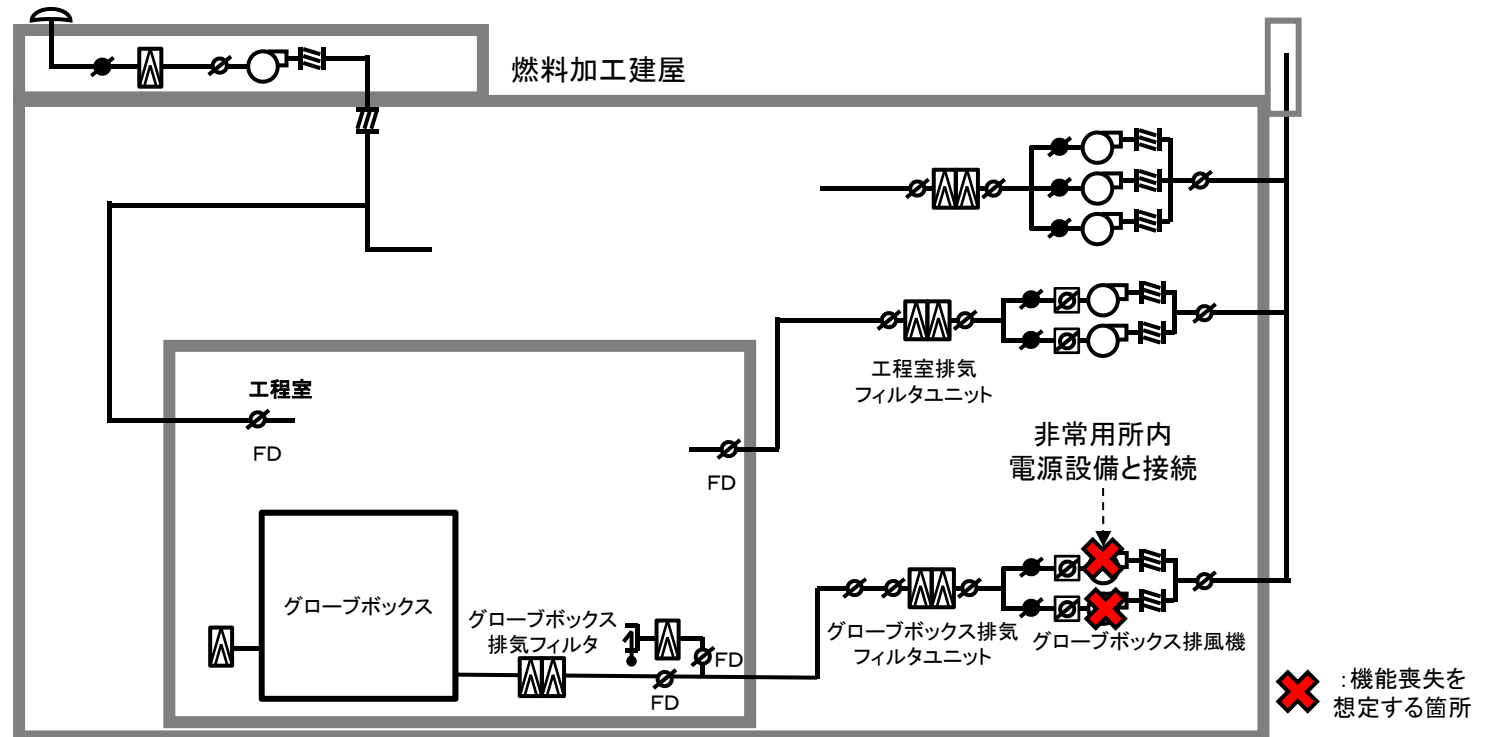 燃料加工建屋
工程室
FD
工程室排気
フィルタユニット
FD
非常用所内
電源設備と接続
グローブボックス
グローブボックス
排気フィルタ
FD
FD
グローブボックス排気
フィルタユニット
グローブボックス排風機
:機能喪失を
想定する箇所